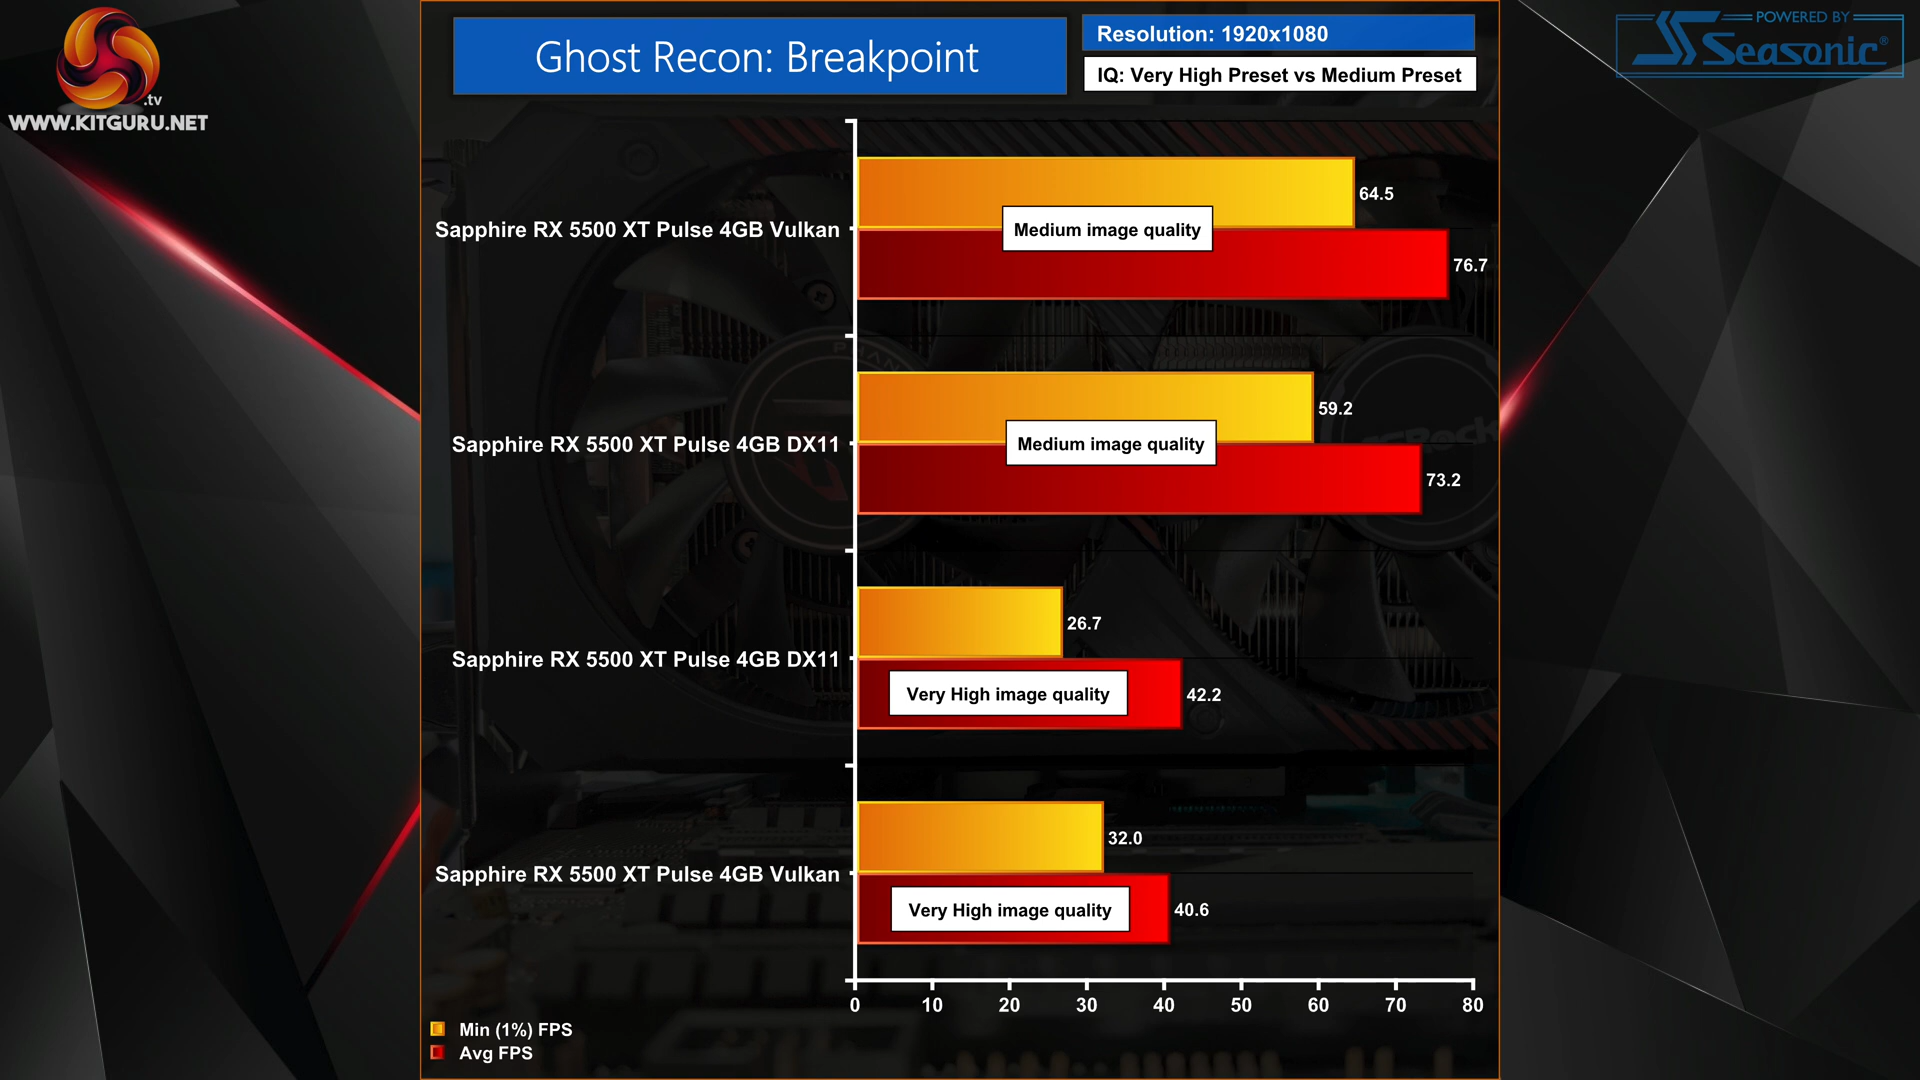 .tv
WWW.KITGURU.NET
Ghost Recon: Breakpoint
Resolution: 1920x1080
IQ: Very High Preset vs Medium Preset
POWERED BY
Seasonic®
Sapphire RX 5500 XT Pulse 4GB Vulkan
64.5
Medium image quality
76.7
Sapphire RX 5500 XT Pulse 4GB DX11
59.2
Medium image quality
73.2
Sapphire RX 5500 XT Pulse 4GB DX11
26.7
Very High image quality
42.2
Sapphire RX 5500 XT Pulse 4GB Vulkan
32.0
Very High image quality
40.6
0 10 20 30 40 50 60 70 80
Min (1%) FPS
Avg FPS